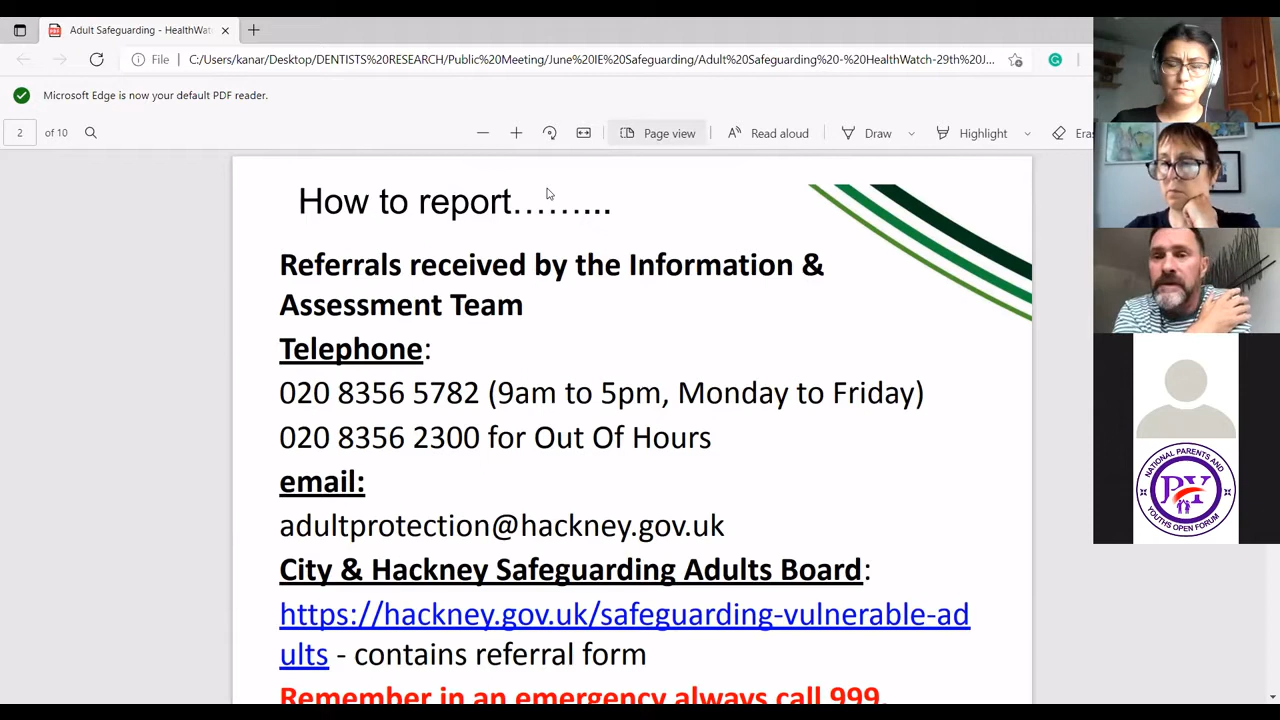 Adult Safeguarding - HealthWat
File
C:/Users/kanar/Desktop/DENTISTS%20RESEARCH/Public%20Meeting/June%20IE%20Safeguarding/Adult%20Safeguarding%20-%20HealthWatch-29th%20J...
Microsoft Edge is now your default PDF reader.
2 of 10
Page view
Read aloud
Draw
Highlight
Eras
How to report……...
Referrals received by the Information &
Assessment Team
Telephone:
020 8356 5782 (9am to 5pm, Monday to Friday)
020 8356 2300 for Out Of Hours
email:
adultprotection@hackney.gov.uk
City & Hackney Safeguarding Adults Board:
https://hackney.gov.uk/safeguarding-vulnerable-ad
ults - contains referral form
Remember in an emergency always call 999.
NATIONAL PARENTS AND
PY
YOUTHS OPEN FORUM